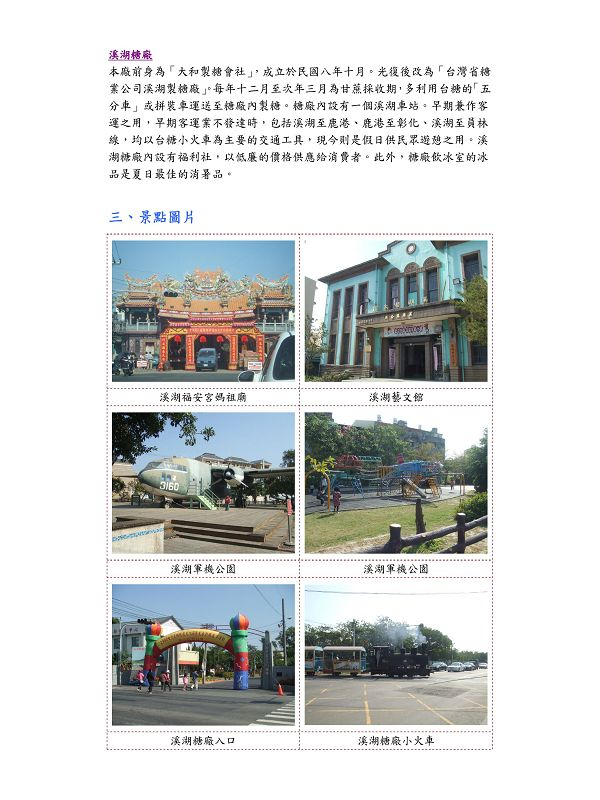 溪湖糖廠
本廠前身為「大和製糖會社」，成立於民國八年十月。光復後改為「台灣省糖
業公司溪湖製糖廠」。每年十二月至次年三月為甘蔗採收期，多利用台糖的「五
分車」或拼裝車運送至糖廠內製糖。糖廠內設有一個溪湖車站。早期兼作客
運之用，早期客運業不發達時，包括溪湖至鹿港、鹿港至彰化、溪湖至員林
線，均以台糖小火車為主要的交通工具，現今則是假日供民眾遊憩之用。溪
湖糖廠內設有福利社，以低廉的價格供應給消費者。此外，糖廠飲冰室的冰
品是夏日最佳的消暑品。
三、景點圖片
溪湖福安宮媽祖廟
溪湖藝文館
3160
溪湖軍機公園
溪湖軍機公園
溪湖糖廠入口
溪湖糖廠小火車